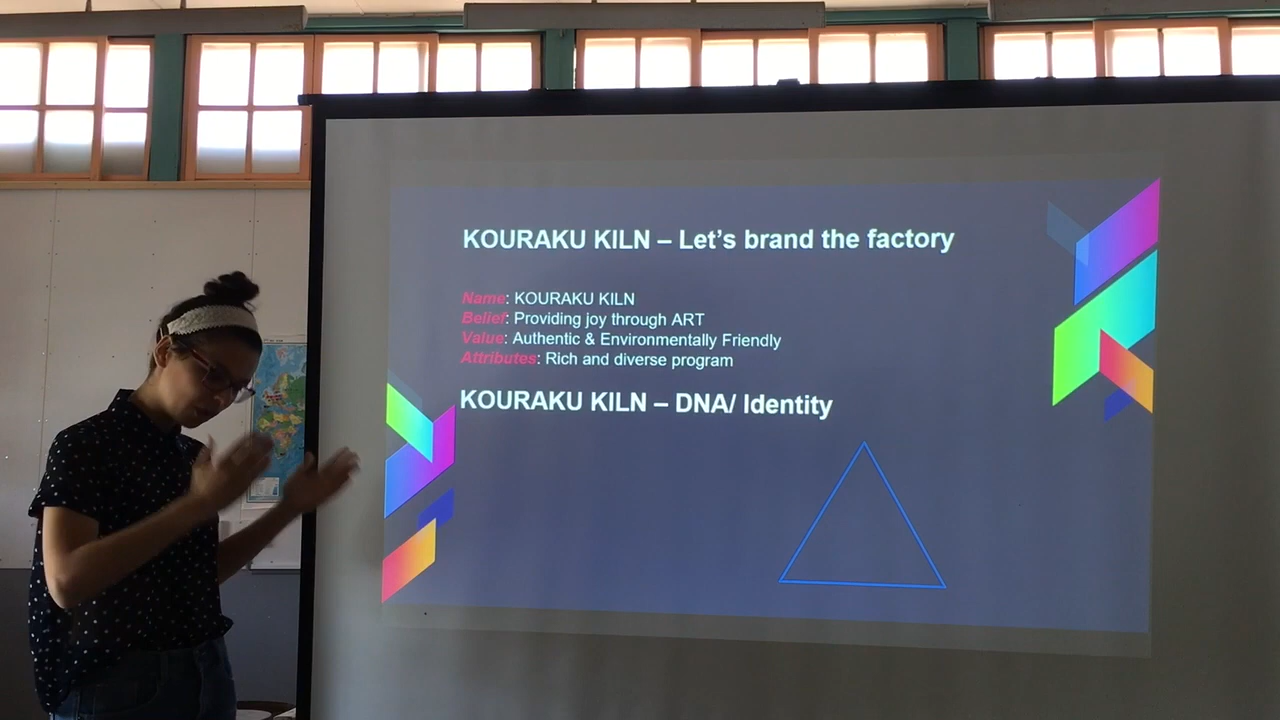 KOURAKU KILN – Let's brand the factory
Name: KOURAKU KILN
Belief: Providing joy through ART
Value: Authentic & Environmentally Friendly
Attributes: Rich and diverse program
KOURAKU KILN – DNA/ Identity